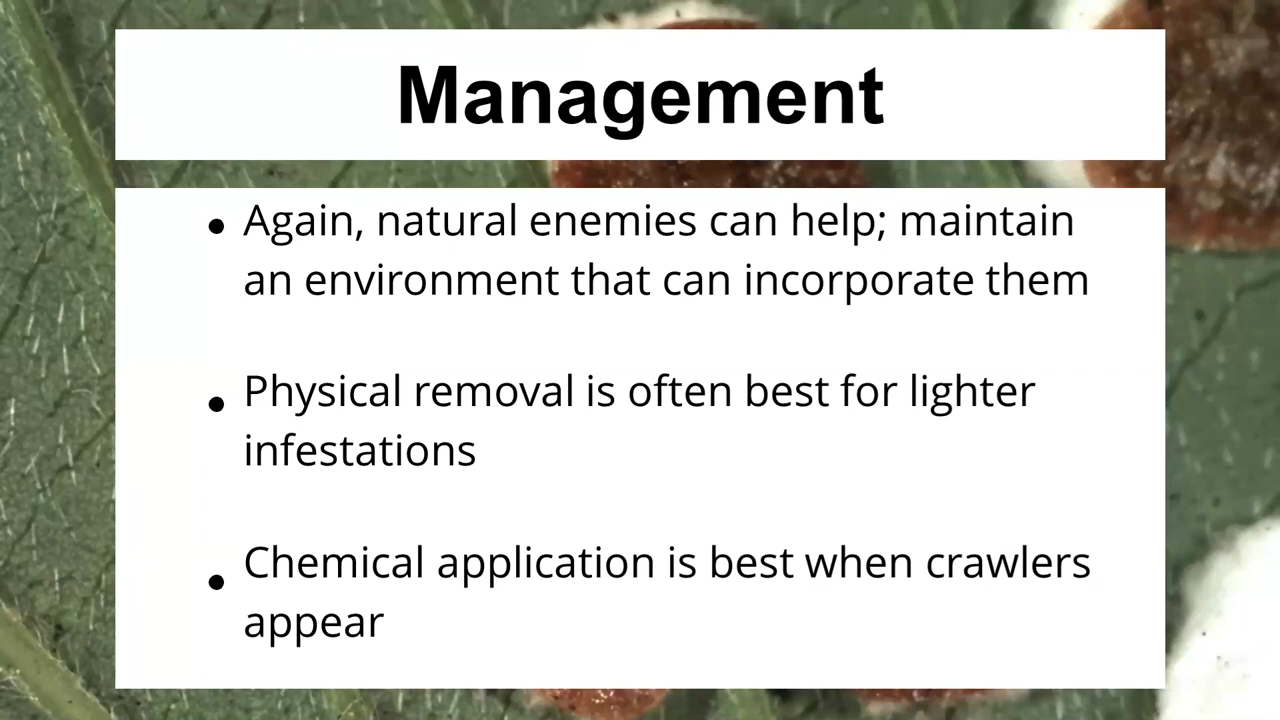 Management
• Again, natural enemies can help; maintain
an environment that can incorporate them
• Physical removal is often best for lighter
infestations
• Chemical application is best when crawlers
appear